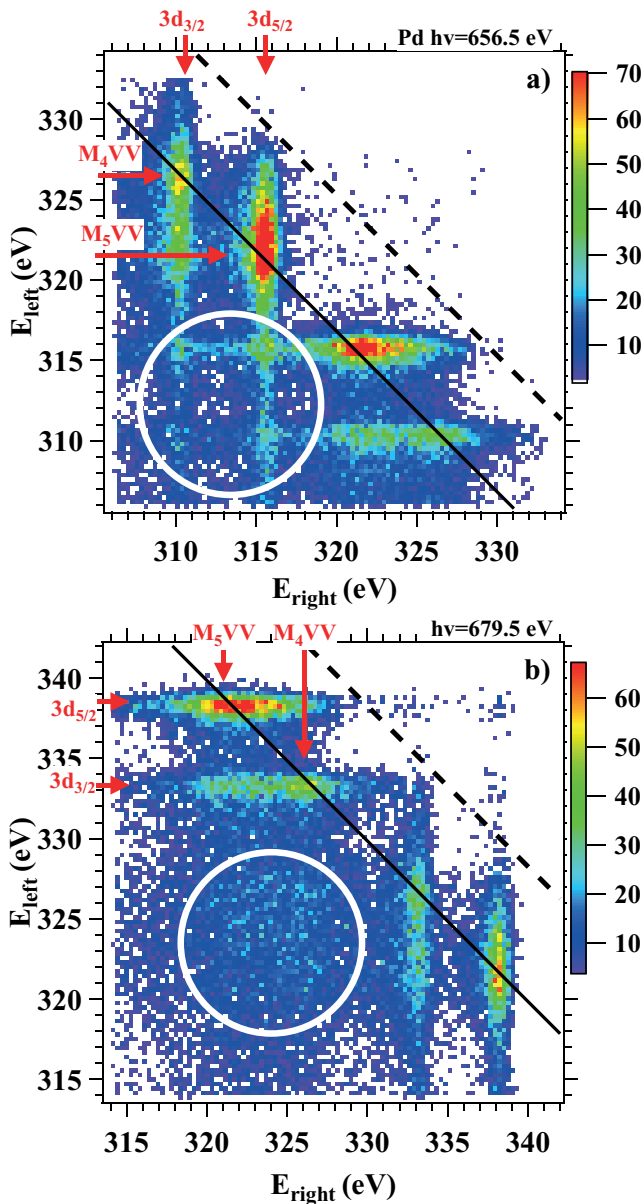 3d3/2 3d5/2
Pd hν=656.5 eV
a)
70
60
50
40
30
20
10
330
325
320
315
310
M4VV
M5VV
Eleft (eV)
310 315 320 325 330
Eright (eV)
hν=679.5 eV
M5VV M4VV
b)
60
50
40
30
20
10
340
335
330
325
320
315
3d5/2
3d3/2
Eleft (eV)
315 320 325 330 335 340
Eright (eV)